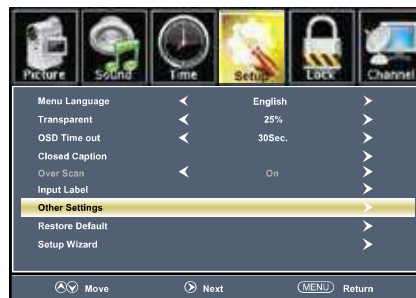 Picture Sound Time Setup Lock Channel
Menu Language English
Transparent 25%
OSD Time out 30Sec.
Closed Caption
Over Scan On
Input Label
Other Settings
Restore Default
Setup Wizard
Move Next MENU Return